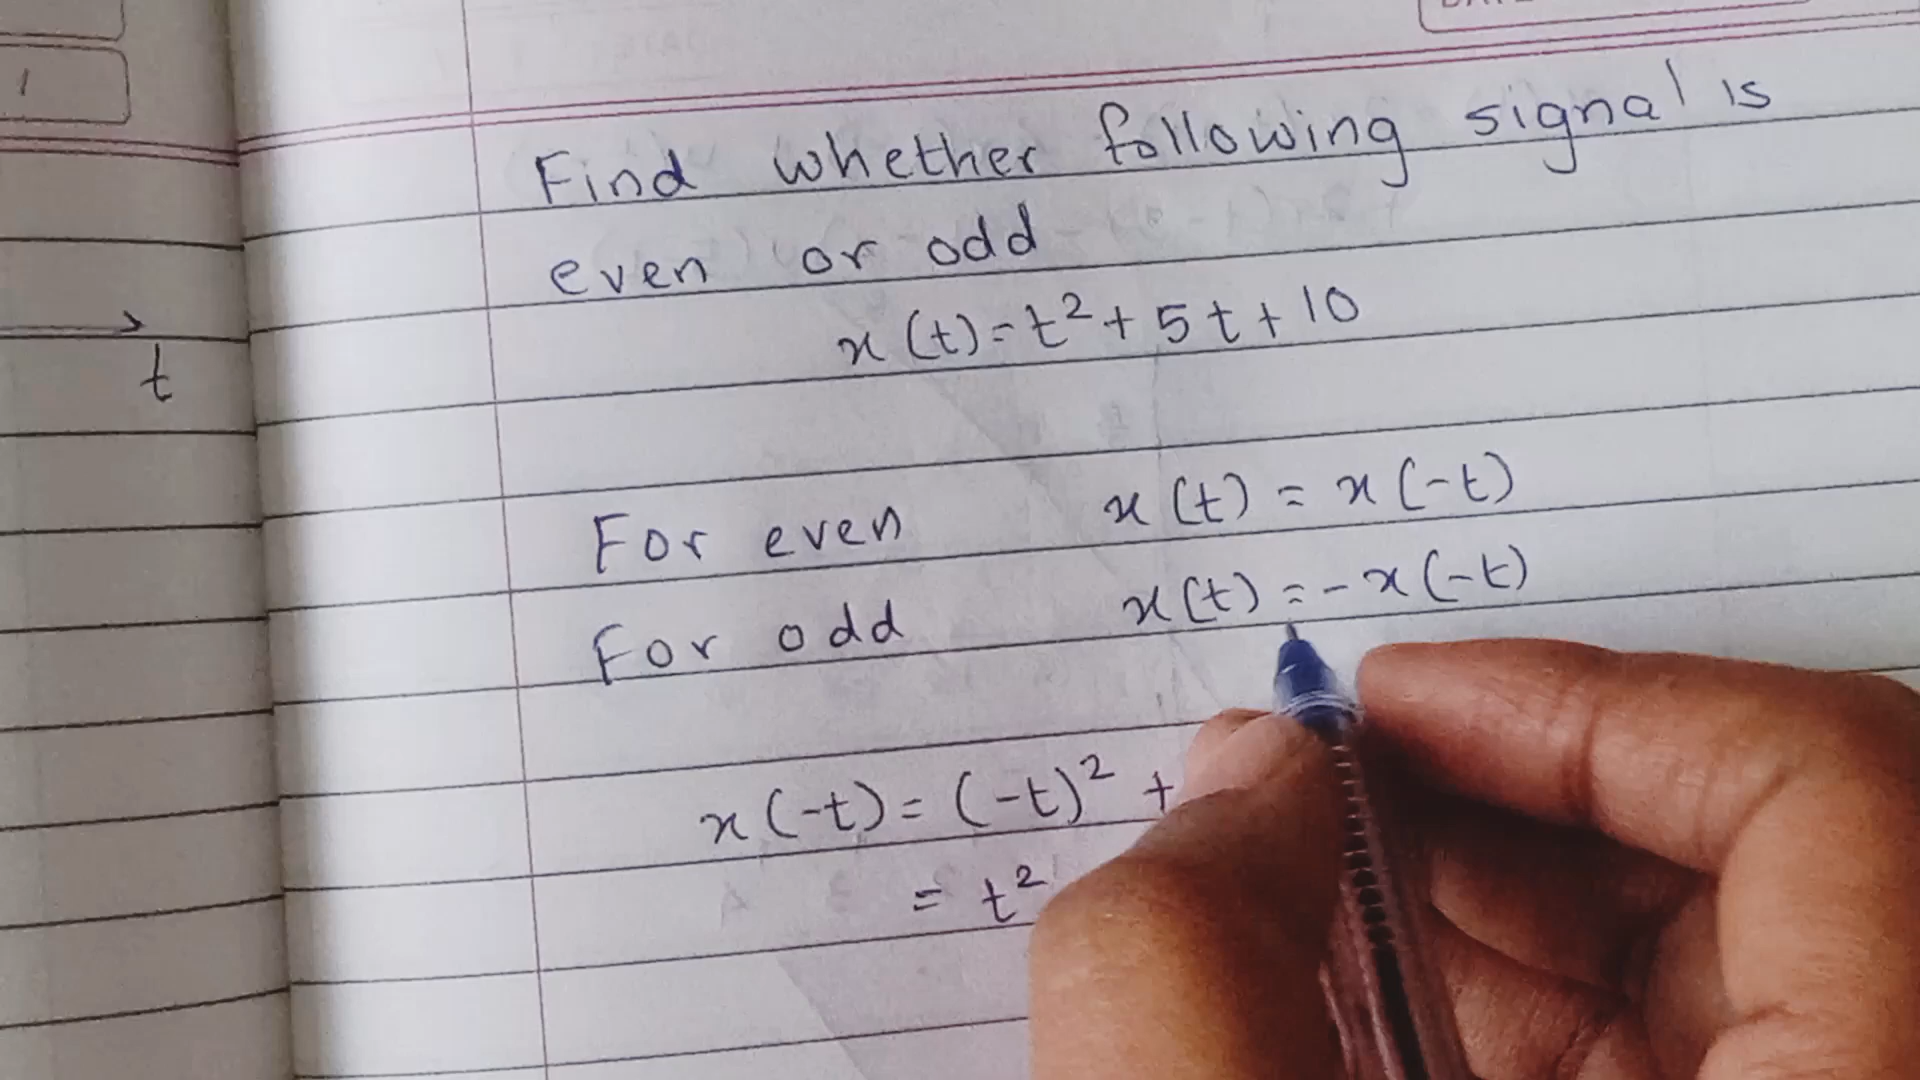 Find whether following signal is
even or odd
x(t)=t²+5t+10
t
For even x(t)=x(-t)
For odd x(t)=-x(-t)
x(-t)=(-t)²+
=t²